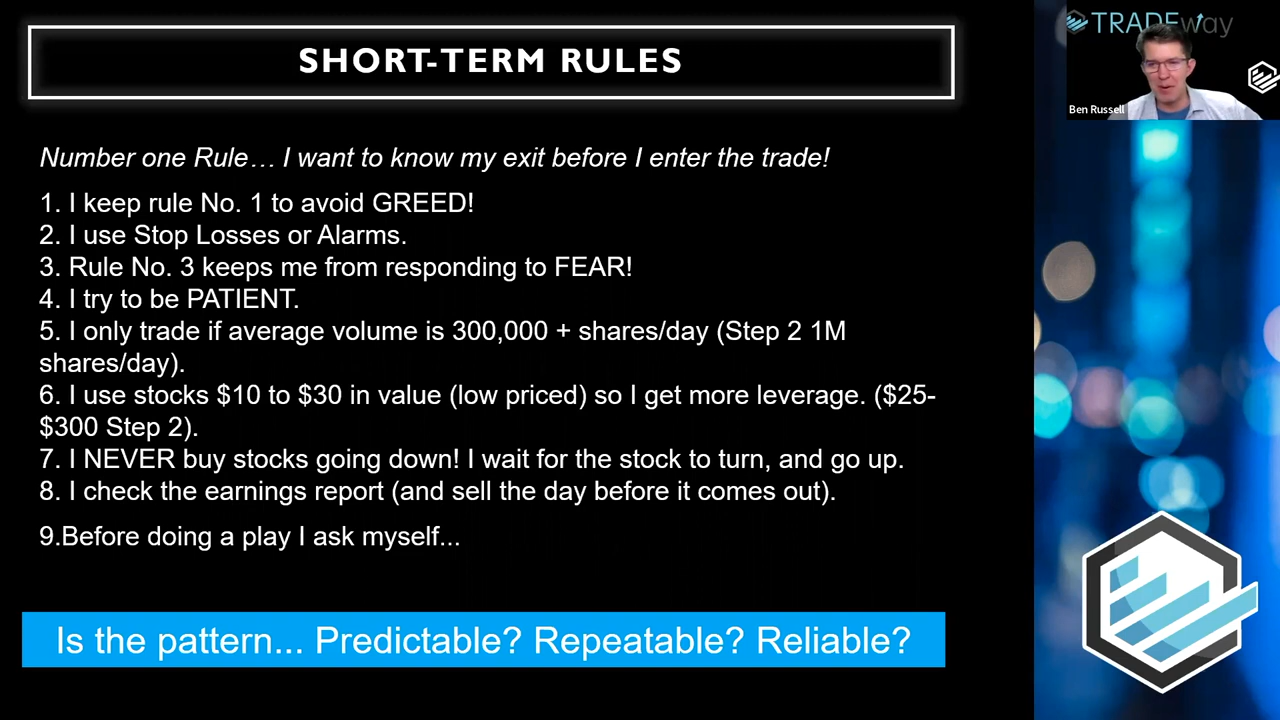 SHORT-TERM RULES
TRADEway
Ben Russell
Number one Rule… I want to know my exit before I enter the trade!
1. I keep rule No. 1 to avoid GREED!
2. I use Stop Losses or Alarms.
3. Rule No. 3 keeps me from responding to FEAR!
4. I try to be PATIENT.
5. I only trade if average volume is 300,000 + shares/day (Step 2 1M
shares/day).
6. I use stocks $10 to $30 in value (low priced) so I get more leverage. ($25-
$300 Step 2).
7. I NEVER buy stocks going down! I wait for the stock to turn, and go up.
8. I check the earnings report (and sell the day before it comes out).
9.Before doing a play I ask myself...
Is the pattern... Predictable? Repeatable? Reliable?